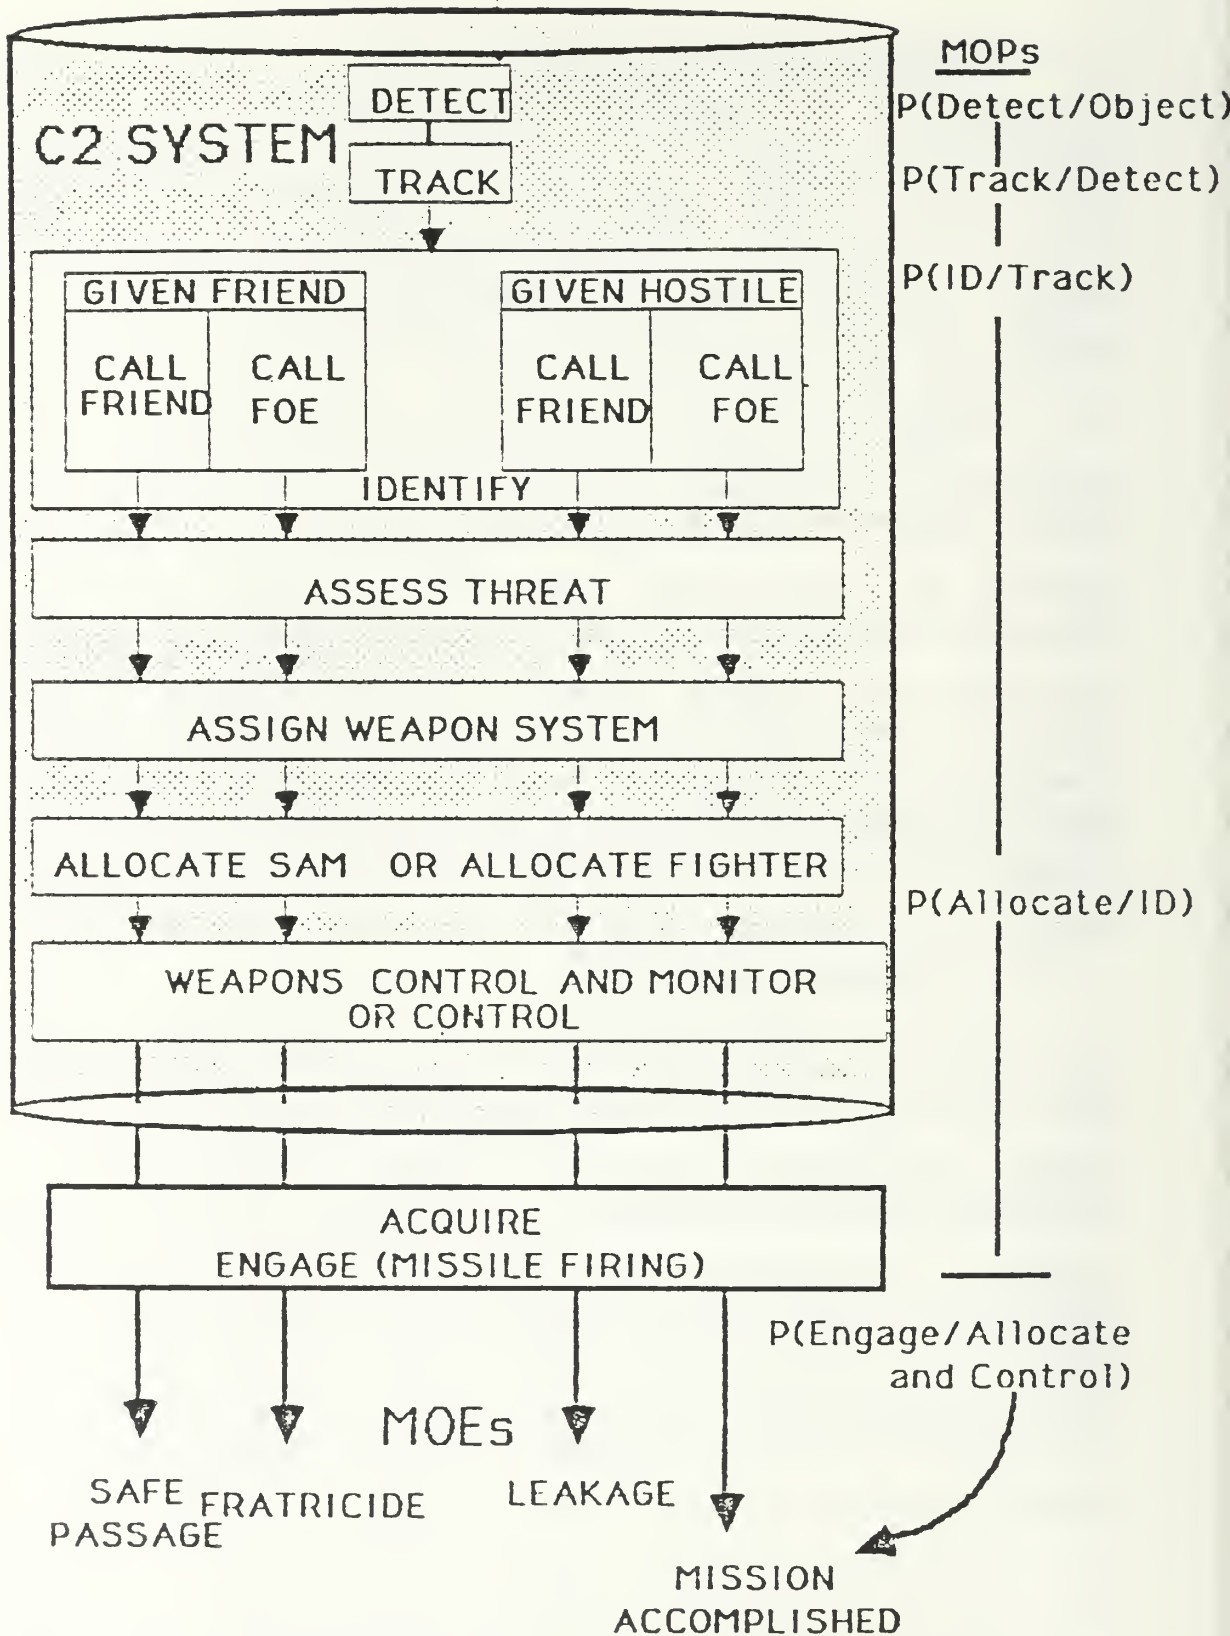 MOPs
DETECT
P(Detect/Object)
C2 SYSTEM
TRACK
P(Track/Detect)
GIVEN FRIEND
GIVEN HOSTILE
P(ID/Track)
CALL
FRIEND
CALL
FOE
CALL
FRIEND
CALL
FOE
IDENTIFY
ASSESS THREAT
ASSIGN WEAPON SYSTEM
ALLOCATE SAM OR ALLOCATE FIGHTER
P(Allocate/ID)
WEAPONS CONTROL AND MONITOR
OR CONTROL
ACQUIRE
ENGAGE (MISSILE FIRING)
P(Engage/Allocate
and Control)
MOEs
SAFE
PASSAGE
FRATRICIDE
LEAKAGE
MISSION
ACCOMPLISHED